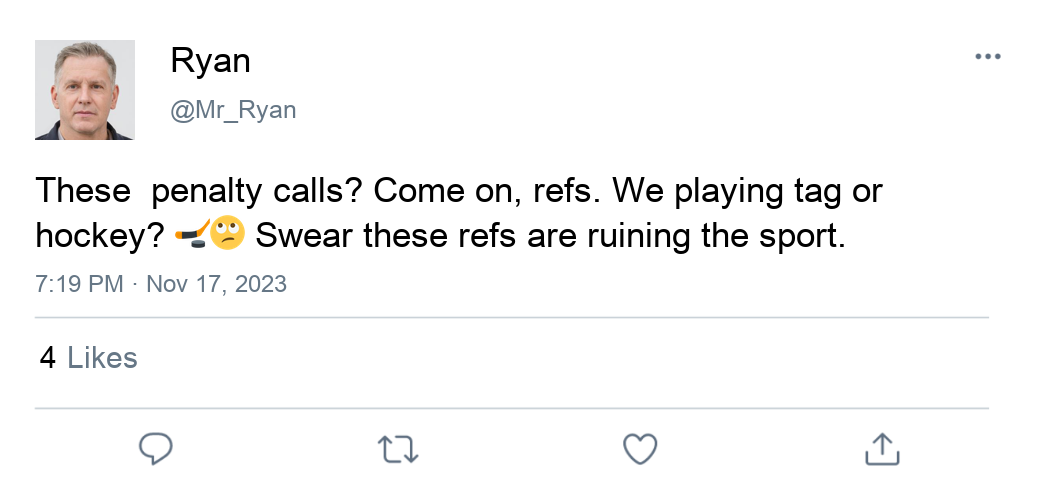 Ryan
@Mr_Ryan
These  penalty calls? Come on, refs. We playing tag or
hockey? 🏒🙄 Swear these refs are ruining the sport.
7:19 PM · Nov 17, 2023
4 Likes